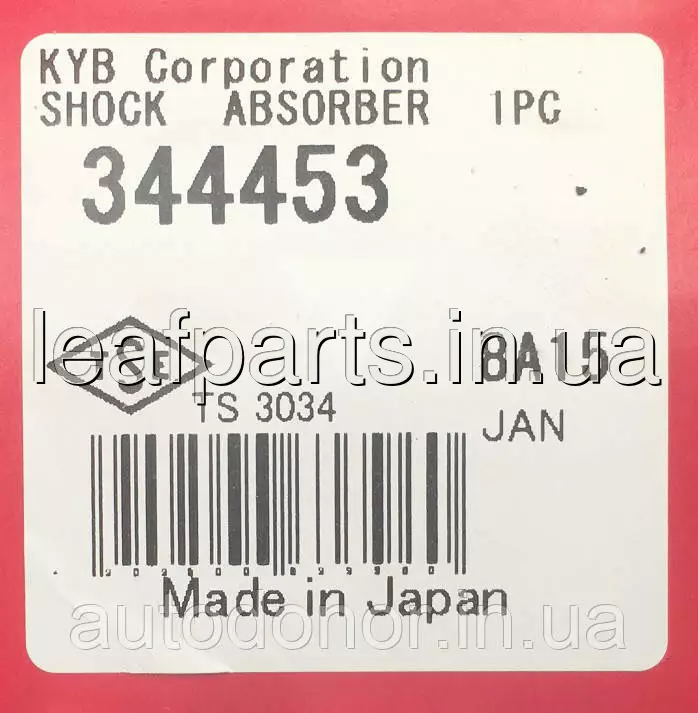 KYB Corporation
SHOCK ABSORBER 1PC
344453
leafparts.in.ua
TSE
8A15
TS 3034
JAN
Made in Japan
autodonor.in.ua